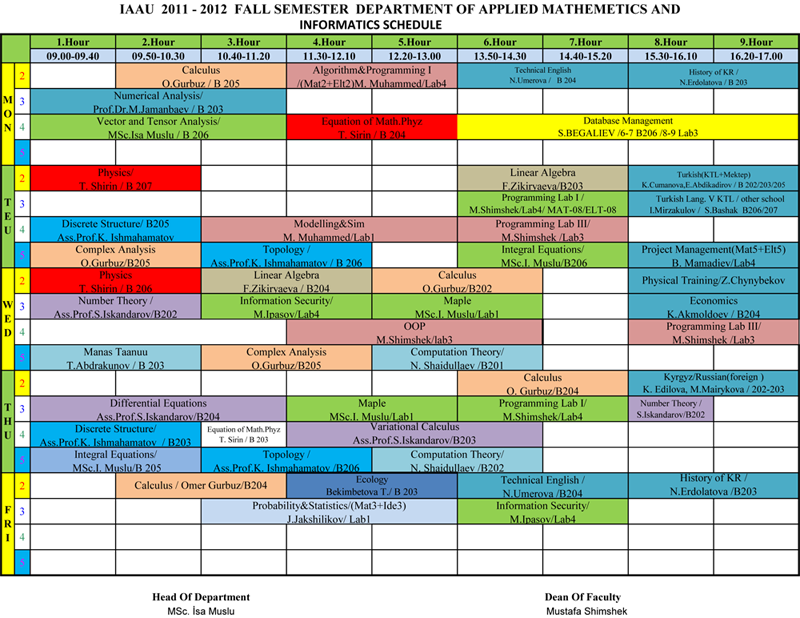 IAAU 2011 - 2012 FALL SEMESTER DEPARTMENT OF APPLIED MATHEMETICS AND
INFORMATICS SCHEDULE
1.Hour 2.Hour 3.Hour 4.Hour 5.Hour 6.Hour 7.Hour 8.Hour 9.Hour
09.00-09.40 09.50-10.30 10.40-11.20 11.30-12.10 12.20-13.00 13.50-14.30 14.40-15.20 15.30-16.10 16.20-17.00
MON
2
Calculus
O.Gurbuz / B 205
Algorithm&Programming I
/(Mat2+Elt2)M. Muhammed/Lab4
Technical English
N.Umerova / B 204
History of KR /
N.Erdolatova / B 203
3
Numerical Analysis/
Prof.Dr.M.Jamanbaev / B 203
4
Vector and Tensor Analysis/
MSc.Isa Muslu / B 206
Equation of Math.Phyz
T. Sirin / B 204
Database Management
S.BEGALIEV /6-7 B206 /8-9 Lab3
5
TEU
2
Physics/
T. Shirin / B 207
Linear Algebra
F.Zikiryaeva/B203
Turkish(KTL+Mektep)
K.Cumanova,E.Abdikadirov / B 202/203/205
3
Programming Lab I /
M.Shimshek/Lab4/ MAT-08/ELT-08
Turkish Lang. V KTL / other school
I.Mirzakulov / S.Bashak B206/207
4
Discrete Structure/ B205
Ass.Prof.K. Ishmahamatov
Modelling&Sim
M. Muhammed/Lab1
Programming Lab III/
M.Shimshek/Lab3
5
Complex Analysis
O.Gurbuz/B205
Topology /
Ass.Prof.K. Ishmahamatov / B 206
Integral Equations/
MSc.I. Muslu/B206
Project Management(Mat5+Elt5)
B. Mamadiev/Lab4
WED
2
Physics
T. Shirin / B 206
Linear Algebra
F.Zikiryaeva / B204
Calculus
O.Gurbuz/B202
Physical Training/Z.Chynybekov
3
Number Theory /
Ass.Prof.S.Iskandarov/B202
Information Security/
M.Ipasov/Lab4
Maple
MSc.I. Muslu/Lab1
Economics
K.Akmoldoev / B204
4
OOP
M.Shimshek/lab3
Programming Lab III/
M.Shimshek /Lab3
5
Manas Taanuu
T.Abdrakunov / B 203
Complex Analysis
O.Gurbuz/B205
Computation Theory/
N. Shaidullaev /B201
THU
2
Calculus
O. Gurbuz/B204
Kyrgyz/Russian(foreign )
K. Edilova, M.Mairykova / 202-203
3
Differential Equations
Ass.Prof.S.Iskandarov/B204
Maple
MSc.I. Muslu/Lab1
Programming Lab I/
M.Shimshek/Lab4
Number Theory /
S.Iskandarov/B202
4
Discrete Structure/
Ass.Prof.K. Ishmahamatov / B203
Equation of Math.Phyz
T. Sirin / B 203
Variational Calculus
Ass.Prof.S.Iskandarov/B203
5
Integral Equations/
MSc.I. Muslu/B 205
Topology /
Ass.Prof.K. Ishmahamatov /B206
Computation Theory/
N. Shaidullaev /B202
FRI
2
Calculus / Omer Gurbuz/B204
Ecology
Bekimbetova T./ B 203
Technical English /
N.Umerova /B204
History of KR /
N.Erdolatova /B203
3
Probability&Statistics/(Mat3+Ide3)
J.Jakshilikov/ Lab1
Information Security/
M.Ipasov/Lab4
4
5
Head Of Department
MSc. İsa Muslu
Dean Of Faculty
Mustafa Shimshek